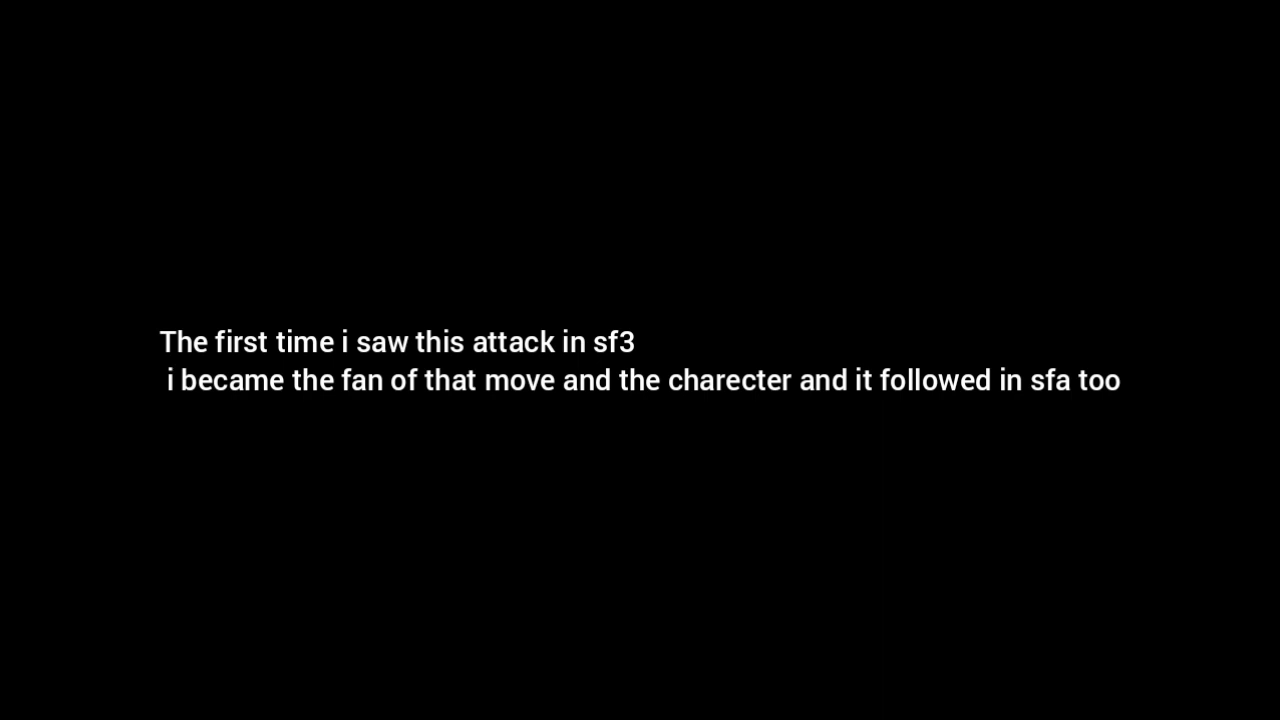 The first time i saw this attack in sf3
i became the fan of that move and the charecter and it followed in sfa too